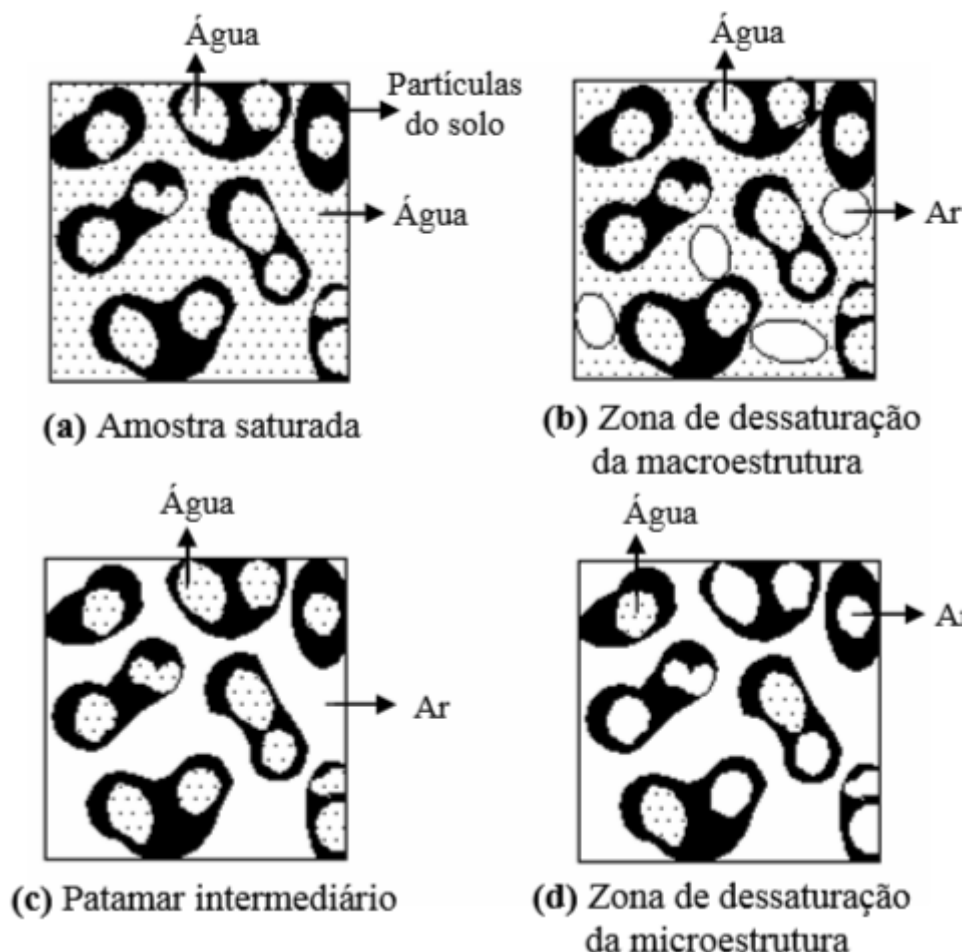 Água
Partículas
do solo
Água
(a) Amostra saturada
Água
Ar
(b) Zona de dessaturação
da macroestrutura
Água
Ar
(c) Patamar intermediário
Água
Ar
(d) Zona de dessaturação
da microestrutura